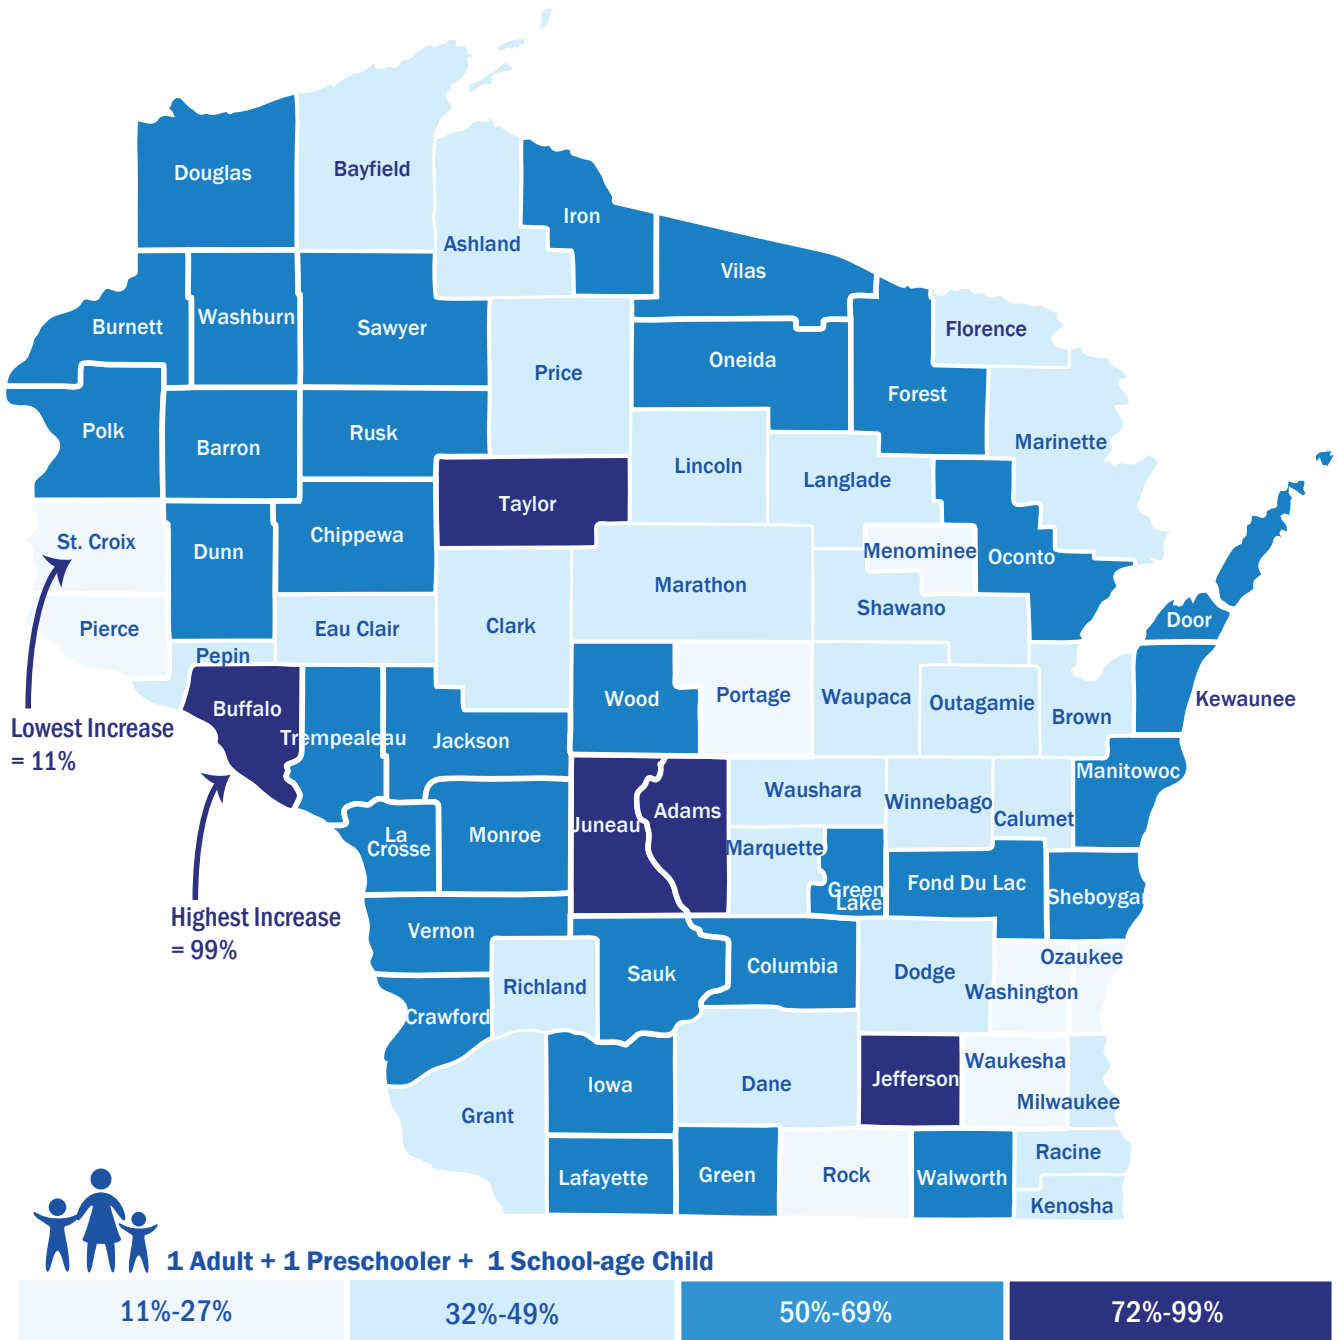 Douglas
Bayfield
Ashland
Iron
Vilas
Burnett
Washburn
Sawyer
Price
Oneida
Forest
Florence
Marinette
Polk
Barron
Rusk
Taylor
Lincoln
Langlade
St. Croix
Dunn
Chippewa
Menominee
Oconto
Marathon
Shawano
Door
Pierce
Pepin
Eau Clair
Clark
Buffalo
Trempealeau
Jackson
Wood
Portage
Waupaca
Outagamie
Brown
Kewaunee
Lowest Increase
= 11%
Manitowoc
La
Crosse
Monroe
Juneau
Adams
Waushara
Winnebago
Calumet
Marquette
Green
Lake
Fond Du Lac
Sheboygan
Highest Increase
= 99%
Vernon
Richland
Sauk
Columbia
Dodge
Ozaukee
Washington
Crawford
Grant
Iowa
Dane
Jefferson
Waukesha
Milwaukee
Lafayette
Green
Rock
Walworth
Racine
Kenosha
1 Adult + 1 Preschooler + 1 School-age Child
11%-27%
32%-49%
50%-69%
72%-99%